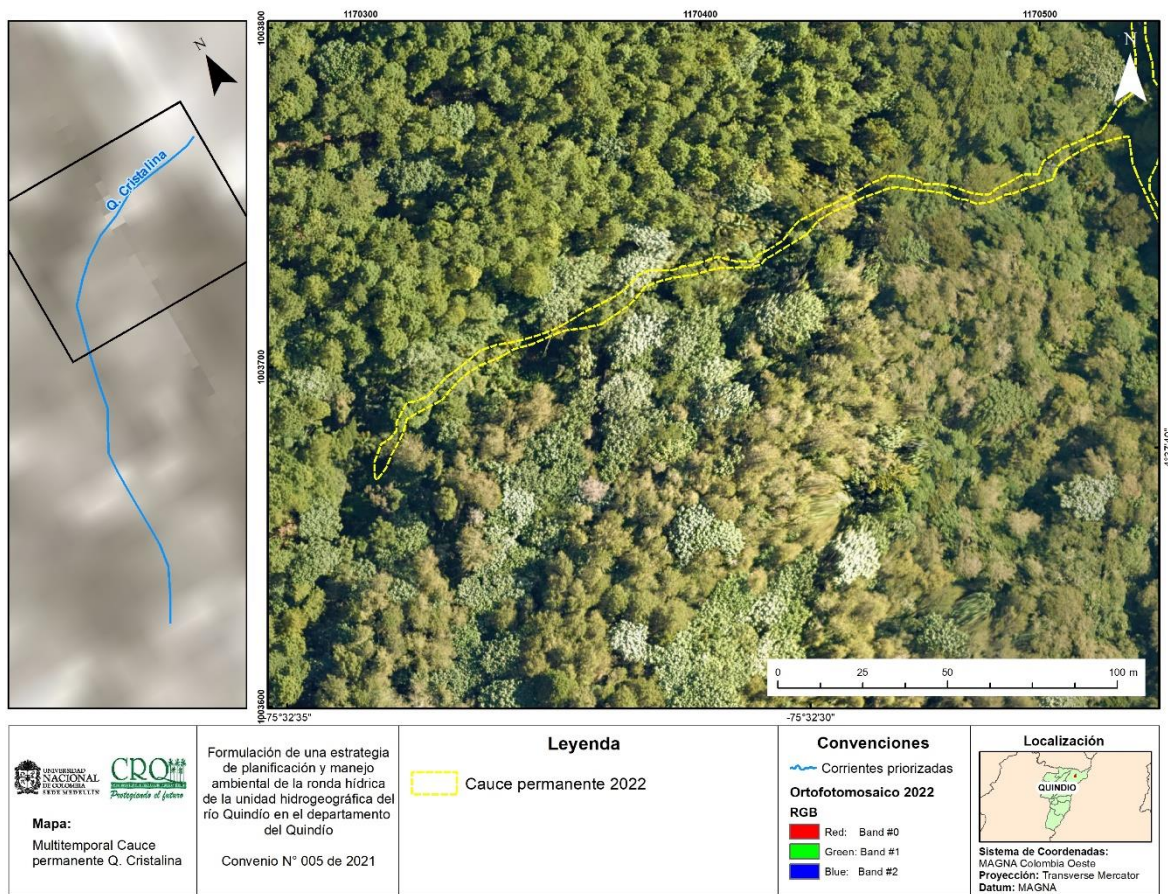 N
Q. Cristalina
1170300
1170400
1170500
1003800
1003700
1003600
N
4°37'10"
-75°32'35"
-75°32'30"
0 25 50 100 m
UNIVERSIDAD
NACIONAL
DE COLOMBIA
SEDE MEDELLÍN
CRQ
Protegiendo el futuro
Mapa:
Multitemporal Cauce
permanente Q. Cristalina
Formulación de una estrategia
de planificación y manejo
ambiental de la ronda hídrica
de la unidad hidrogeográfica del
río Quindío en el departamento
del Quindío
Convenio N° 005 de 2021
Leyenda
Cauce permanente 2022
Convenciones
Corrientes priorizadas
Ortofotomosaico 2022
RGB
Red: Band #0
Green: Band #1
Blue: Band #2
Localización
QUINDIO
Sistema de Coordenadas:
MAGNA Colombia Oeste
Proyección: Transverse Mercator
Datum: MAGNA